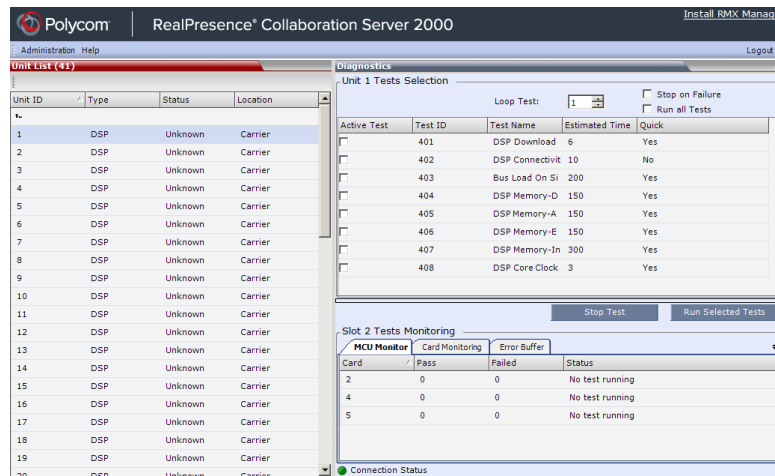 Polycom® RealPresence® Collaboration Server 2000 Install RMX Manag
Administration Help Logout
Unit List (41)
Unit ID Type Status Location
1 DSP Unknown Carrier
2 DSP Unknown Carrier
3 DSP Unknown Carrier
4 DSP Unknown Carrier
5 DSP Unknown Carrier
6 DSP Unknown Carrier
7 DSP Unknown Carrier
8 DSP Unknown Carrier
9 DSP Unknown Carrier
10 DSP Unknown Carrier
11 DSP Unknown Carrier
12 DSP Unknown Carrier
13 DSP Unknown Carrier
14 DSP Unknown Carrier
15 DSP Unknown Carrier
16 DSP Unknown Carrier
17 DSP Unknown Carrier
18 DSP Unknown Carrier
19 DSP Unknown Carrier
20 DSP Unknown Carrier
Diagnostics
Unit 1 Tests Selection
Loop Test: 1
Stop on Failure
Run all Tests
Active Test Test ID Test Name Estimated Time Quick
401 DSP Download 6 Yes
402 DSP Connectivit 10 No
403 Bus Load On Si 200 Yes
404 DSP Memory-D 150 Yes
405 DSP Memory-A 150 Yes
406 DSP Memory-E 150 Yes
407 DSP Memory-In 300 Yes
408 DSP Core Clock 3 Yes
Stop Test Run Selected Tests
Slot 2 Tests Monitoring
MCU Monitor Card Monitoring Error Buffer
Card Pass Failed Status
2 0 0 No test running
4 0 0 No test running
5 0 0 No test running
Connection Status